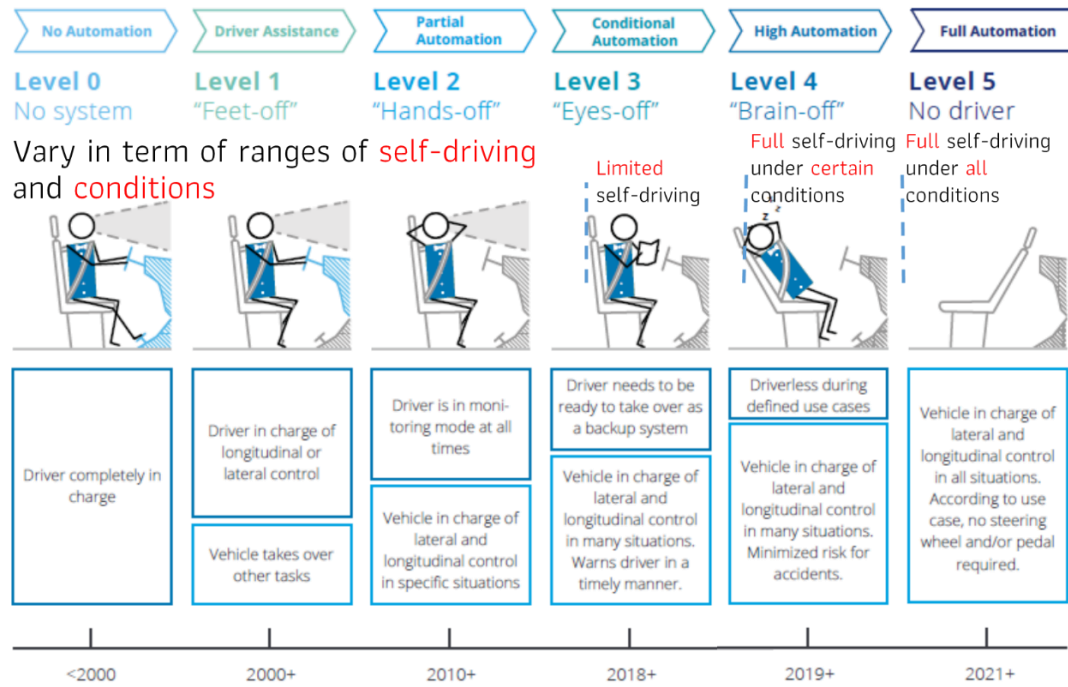 No Automation
Driver Assistance
Partial
Automation
Conditional
Automation
High Automation
Full Automation
Level 0
No system
Level 1
“Feet-off”
Level 2
“Hands-off”
Level 3
“Eyes-off”
Level 4
“Brain-off”
Level 5
No driver
Vary in term of ranges of self-driving
and conditions
Limited
self-driving
Full self-driving
under certain
conditions
Full self-driving
under all
conditions
z
z
z
Driver completely in
charge
Driver in charge of
longitudinal or
lateral control
Vehicle takes over
other tasks
Driver is in moni-
toring mode at all
times
Vehicle in charge of
lateral and
longitudinal control
in specific situations
Driver needs to be
ready to take over as
a backup system
Vehicle in charge of
lateral and
longitudinal control
in many situations.
Warns driver in a
timely manner.
Driverless during
defined use cases
Vehicle in charge of
lateral and
longitudinal control
in many situations.
Minimized risk for
accidents.
Vehicle in charge of
lateral and
longitudinal control
in all situations.
According to use
case, no steering
wheel and/or pedal
required.
<2000
2000+
2010+
2018+
2019+
2021+